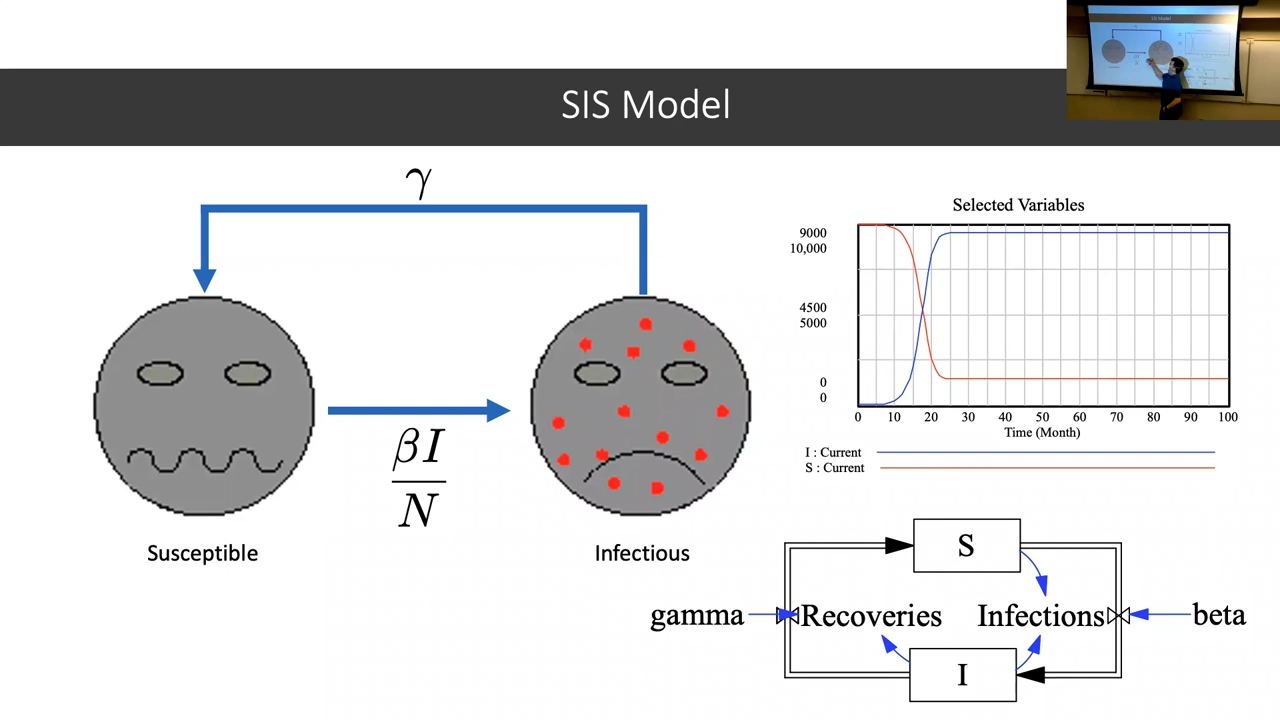 SIS Model
γ
βI
N
Susceptible
Infectious
Selected Variables
9000
10,000
4500
5000
0
0
0 10 20 30 40 50 60 70 80 90 100
Time (Month)
I : Current
S : Current
S
gamma Recoveries Infections beta
I